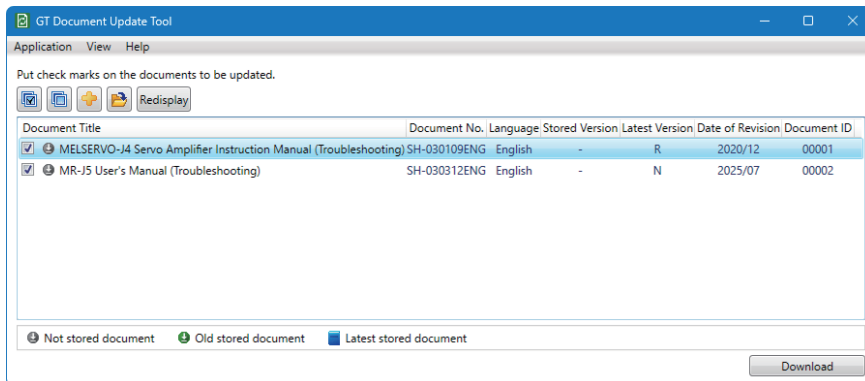 GT Document Update Tool
Application View Help
Put check marks on the documents to be updated.
Redisplay
Document Title Document No. Language Stored Version Latest Version Date of Revision Document ID
MELSERVO-J4 Servo Amplifier Instruction Manual (Troubleshooting) SH-030109ENG English - R 2020/12 00001
MR-J5 User's Manual (Troubleshooting) SH-030312ENG English - N 2025/07 00002
Not stored document Old stored document Latest stored document
Download